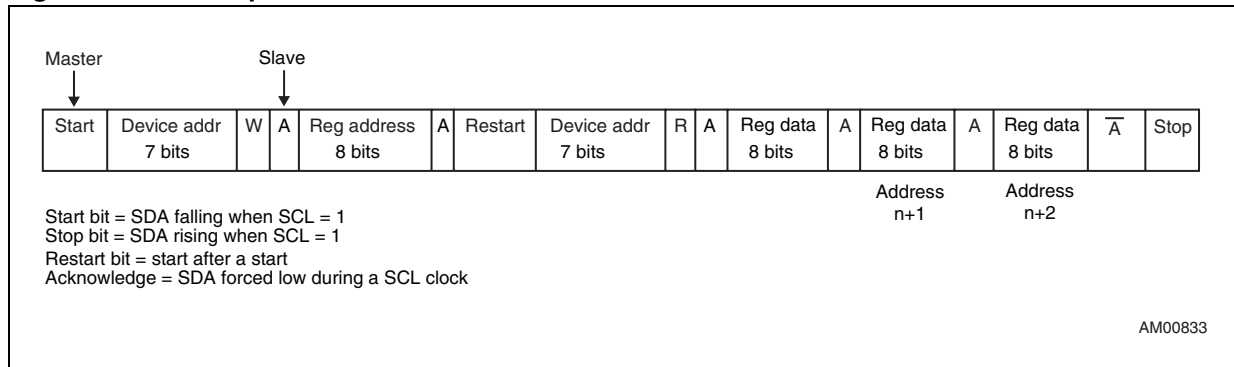 Master Slave
Start Device addr W A Reg address A Restart Device addr R A Reg data A Reg data A Reg data A Stop
7 bits 8 bits 7 bits 8 bits 8 bits 8 bits
Address Address
n+1 n+2
Start bit = SDA falling when SCL = 1
Stop bit = SDA rising when SCL = 1
Restart bit = start after a start
Acknowledge = SDA forced low during a SCL clock
AM00833